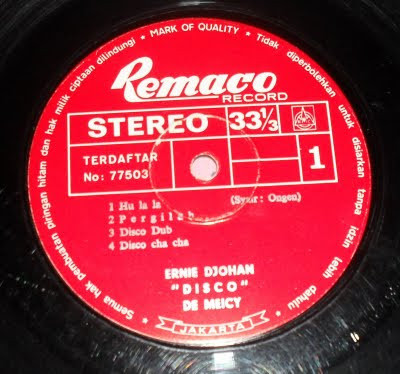 ★ MARK OF QUALITY ★
Tidak diperbolehkan untuk disiarkan tanpa idzin lebih dahulu
Semua hak pembuatan piringan hitam dan hak milik ciptaan dilindungi
Remaco
RECORD
STEREO 33⅓
TERDAFTAR
No: 77503
1
1 Hu la la (Syair : Ongen)
2 Pergilah
3 Disco Dub
4 Disco cha cha
ERNIE DJOHAN
"DISCO"
DE MEICY
JAKARTA